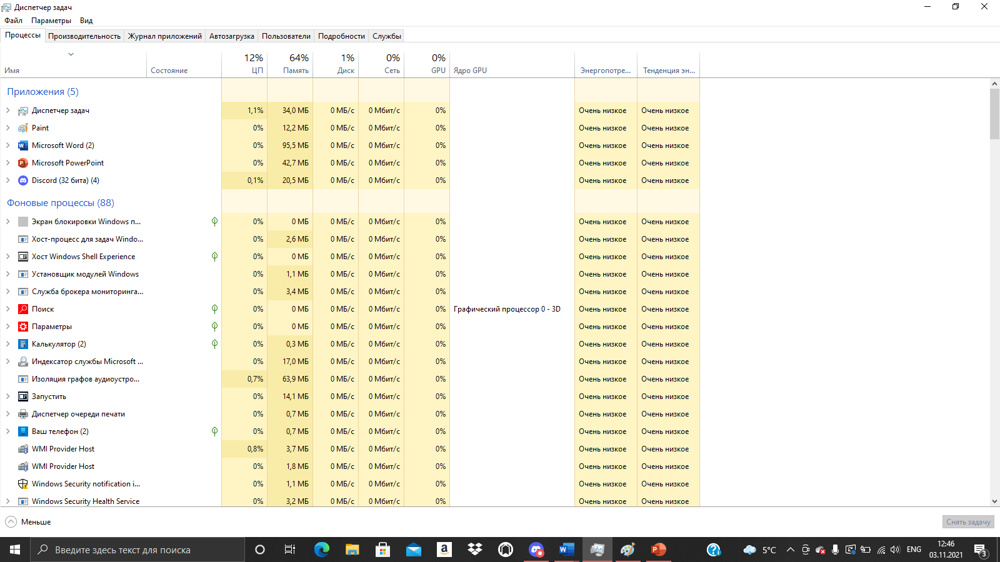 Диспетчер задач
Файл Параметры Вид
Процессы Производительность Журнал приложений Автозагрузка Пользователи Подробности Службы
12% 64% 1% 0% 0%
Имя Состояние ЦП Память Диск Сеть GPU Ядро GPU Энергопотре... Тенденция эн...
Приложения (5)
Диспетчер задач 1,1% 34,0 МБ 0 МБ/с 0 Мбит/с 0% Очень низкое Очень низкое
Paint 0% 12,2 МБ 0 МБ/с 0 Мбит/с 0% Очень низкое Очень низкое
Microsoft Word (2) 0% 95,5 МБ 0 МБ/с 0 Мбит/с 0% Очень низкое Очень низкое
Microsoft PowerPoint 0% 42,7 МБ 0 МБ/с 0 Мбит/с 0% Очень низкое Очень низкое
Discord (32 бита) (4) 0,1% 20,5 МБ 0 МБ/с 0 Мбит/с 0% Очень низкое Очень низкое
Фоновые процессы (88)
Экран блокировки Windows п... 0% 0 МБ 0 МБ/с 0 Мбит/с 0% Очень низкое Очень низкое
Хост-процесс для задач Windo... 0% 2,6 МБ 0 МБ/с 0 Мбит/с 0% Очень низкое Очень низкое
Хост Windows Shell Experience 0% 0 МБ 0 МБ/с 0 Мбит/с 0% Очень низкое Очень низкое
Установщик модулей Windows 0% 1,1 МБ 0 МБ/с 0 Мбит/с 0% Очень низкое Очень низкое
Служба брокера мониторинга... 0% 3,4 МБ 0 МБ/с 0 Мбит/с 0% Очень низкое Очень низкое
Поиск 0% 0 МБ 0 МБ/с 0 Мбит/с 0% Графический процессор 0 - 3D Очень низкое Очень низкое
Параметры 0% 0 МБ 0 МБ/с 0 Мбит/с 0% Очень низкое Очень низкое
Калькулятор (2) 0% 0,3 МБ 0 МБ/с 0 Мбит/с 0% Очень низкое Очень низкое
Индексатор службы Microsoft ... 0% 17,0 МБ 0 МБ/с 0 Мбит/с 0% Очень низкое Очень низкое
Изоляция графов аудиоустро... 0,7% 63,9 МБ 0 МБ/с 0 Мбит/с 0% Очень низкое Очень низкое
Запустить 0% 14,1 МБ 0 МБ/с 0 Мбит/с 0% Очень низкое Очень низкое
Диспетчер очереди печати 0% 0,7 МБ 0 МБ/с 0 Мбит/с 0% Очень низкое Очень низкое
Ваш телефон (2) 0% 0,7 МБ 0 МБ/с 0 Мбит/с 0% Очень низкое Очень низкое
WMI Provider Host 0,8% 3,7 МБ 0 МБ/с 0 Мбит/с 0% Очень низкое Очень низкое
WMI Provider Host 0% 1,8 МБ 0 МБ/с 0 Мбит/с 0% Очень низкое Очень низкое
Windows Security notification i... 0% 1,1 МБ 0 МБ/с 0 Мбит/с 0% Очень низкое Очень низкое
Windows Security Health Service 0% 3,2 МБ 0 МБ/с 0 Мбит/с 0% Очень низкое Очень низкое
Меньше Снять задачу
Введите здесь текст для поиска 5°C ENG 12:46
03.11.2021 3